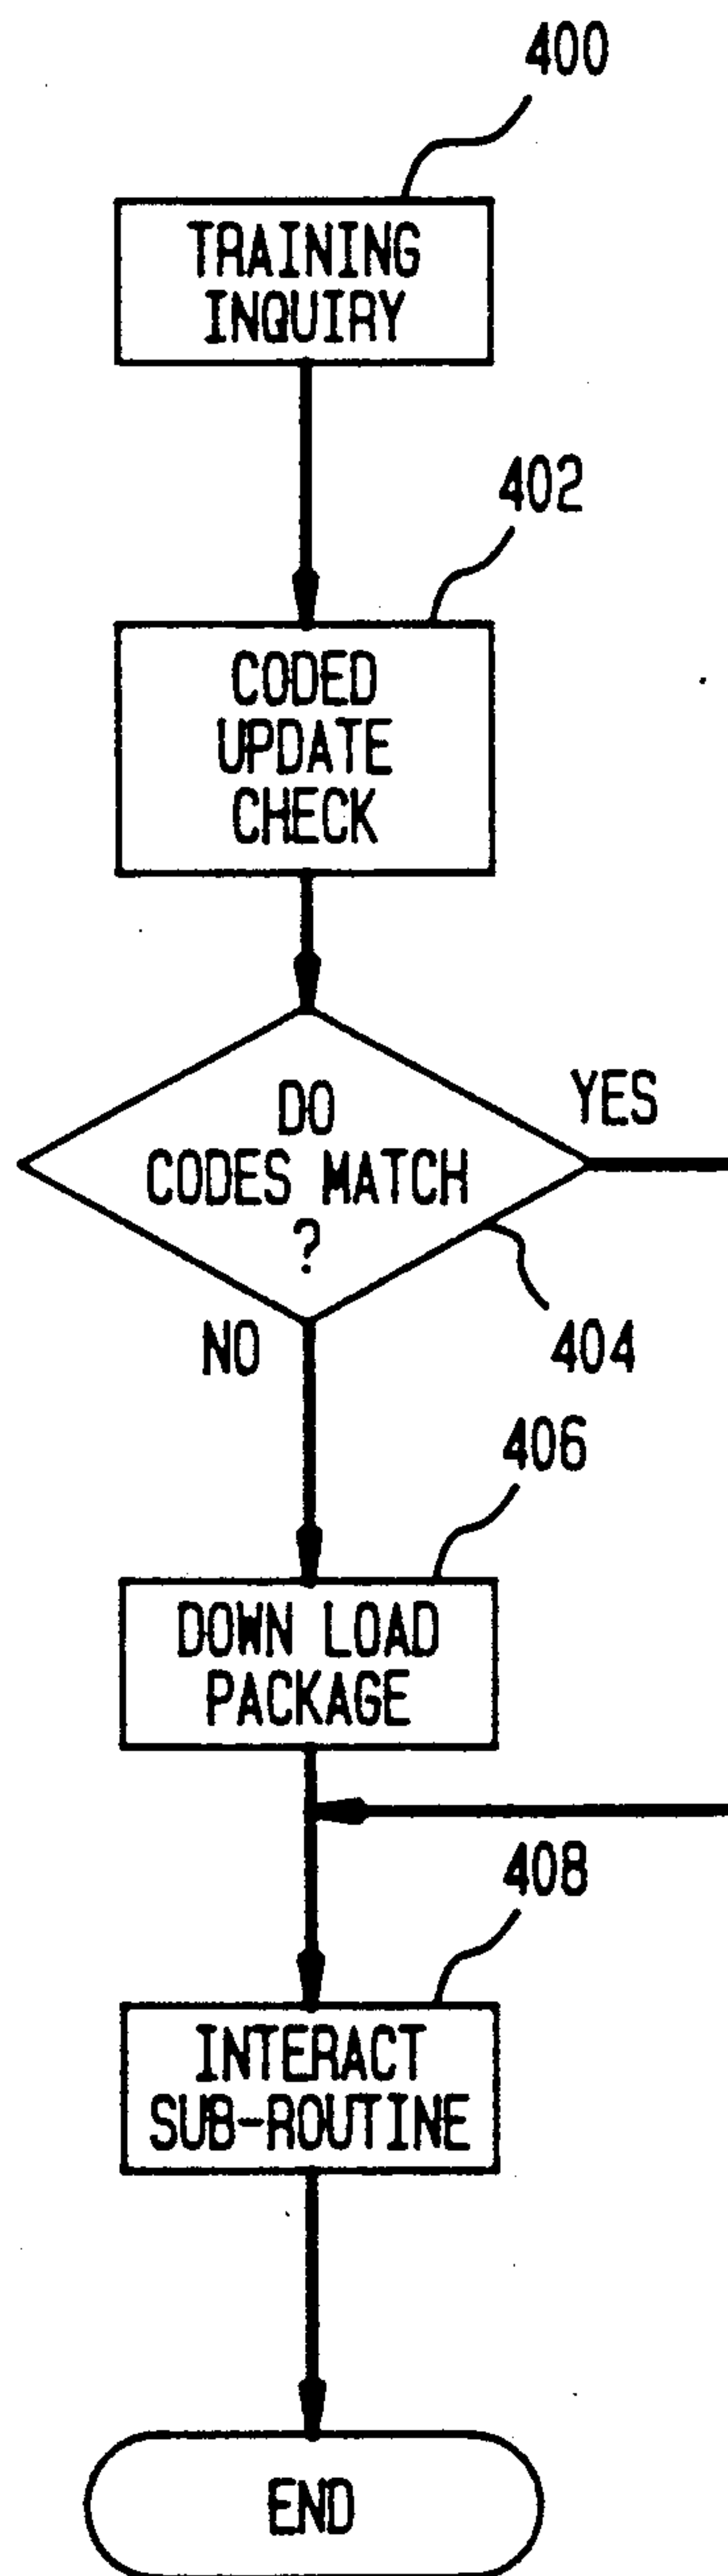 400
TRAINING
INQUIRY
402
CODED
UPDATE
CHECK
DO
CODES MATCH
?
YES
404
NO
406
DOWN LOAD
PACKAGE
408
INTERACT
SUB-ROUTINE
END